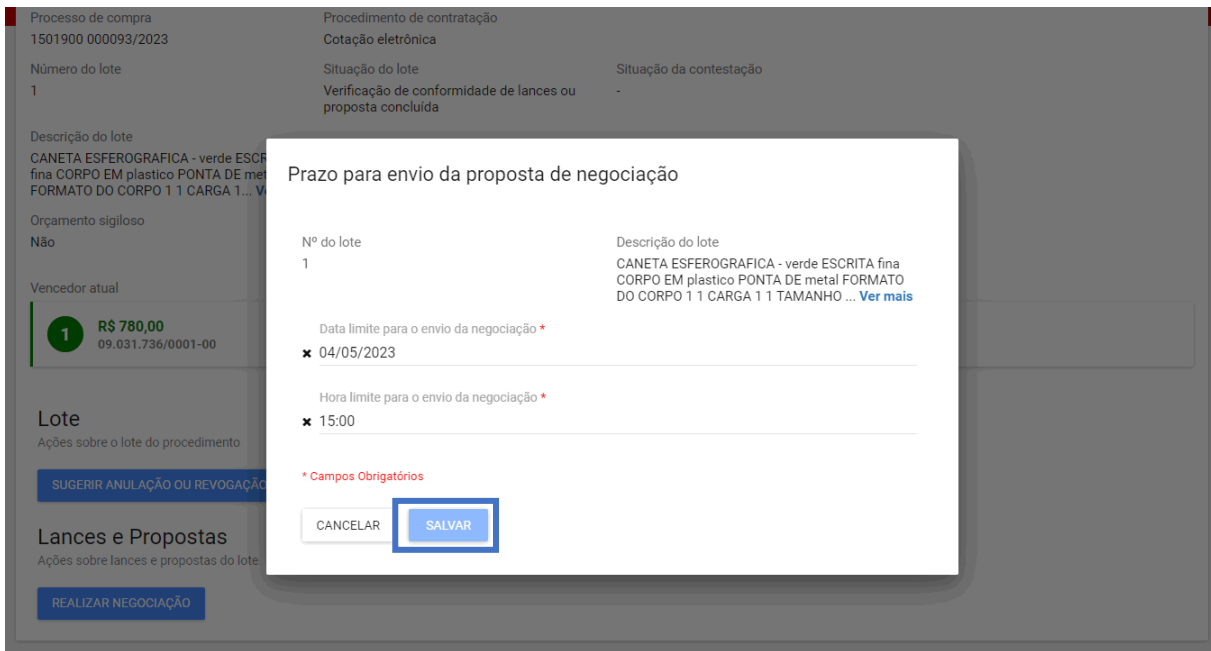 Processo de compra
Procedimento de contratação
1501900 000093/2023
Cotação eletrônica
Número do lote
Situação do lote
Situação da contestação
1
Verificação de conformidade de lances ou
proposta concluída
-
Descrição do lote
CANETA ESFEROGRAFICA - verde ESCR
fina CORPO EM plastico PONTA DE met
FORMATO DO CORPO 1 1 CARGA 1... V
Orçamento sigiloso
Não
Vencedor atual
1
R$ 780,00
09.031.736/0001-00
Lote
Ações sobre o lote do procedimento
SUGERIR ANULAÇÃO OU REVOGAÇÃO
Lances e Propostas
Ações sobre lances e propostas do lote
REALIZAR NEGOCIAÇÃO
Prazo para envio da proposta de negociação
Nº do lote
1
Descrição do lote
CANETA ESFEROGRAFICA - verde ESCRITA fina
CORPO EM plastico PONTA DE metal FORMATO
DO CORPO 1 1 CARGA 1 1 TAMANHO ... Ver mais
Data limite para o envio da negociação *
× 04/05/2023
Hora limite para o envio da negociação *
× 15:00
* Campos Obrigatórios
CANCELAR
SALVAR